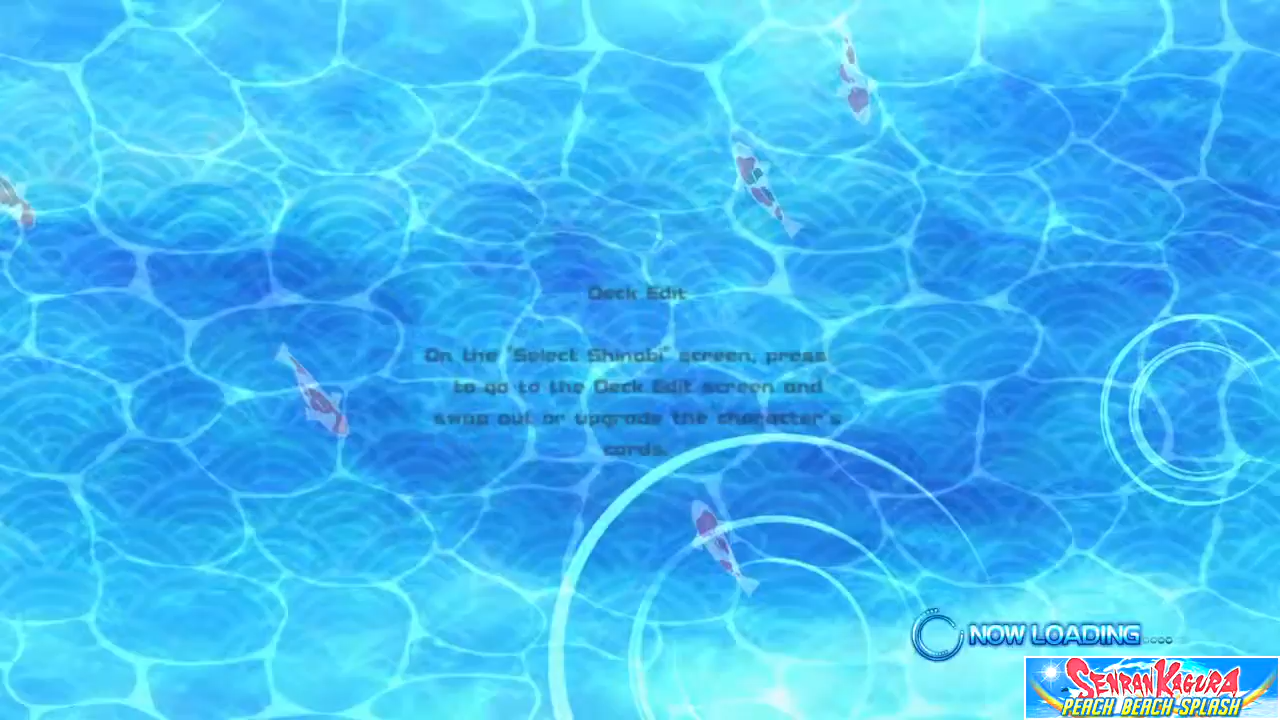 Deck Edit
On the "Select Shinobi" screen, press
to go to the Deck Edit screen and
swap out or upgrade the character's
cards.
NOW LOADING....
SENRAN KAGURA
PEACH BEACH SPLASH